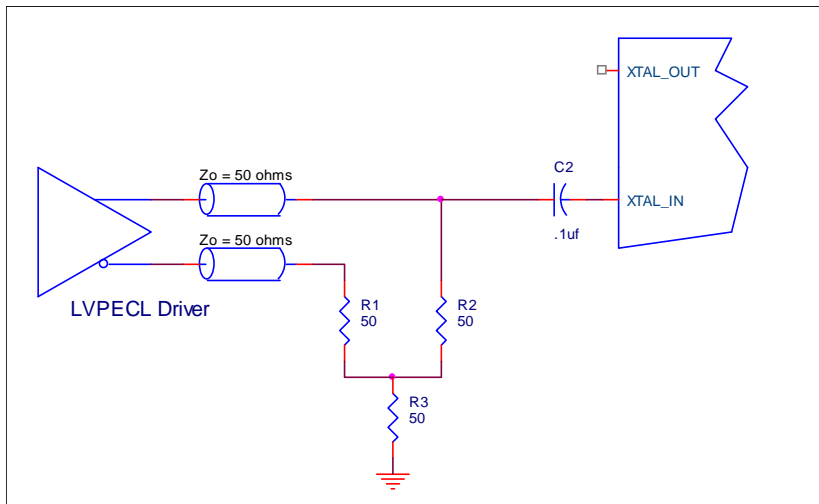 XTAL_OUT
C2
Zo = 50 ohms
XTAL_IN
.1uf
Zo = 50 ohms
LVPECL Driver
R1
50
R2
50
R3
50